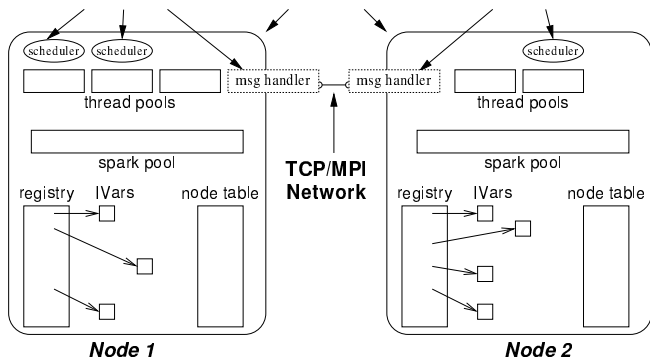 scheduler scheduler scheduler
msg handler msg handler
thread pools thread pools
spark pool spark pool
TCP/MPI
Network
registry IVars node table registry IVars node table
Node 1 Node 2